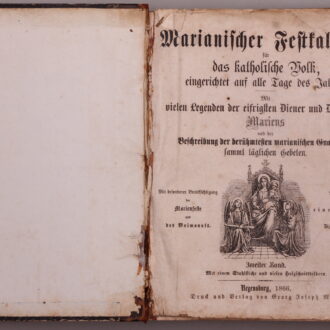 Marianischer Festkal
für
das katholische Volk,
eingerichtet auf alle Tage des Ja
Mit
vielen Legenden der eifrigsten Diener und D
Mariens
und der
Beschreibung der berühmtesten marianischen Gna
sammt täglichen Gebeten.
Mit besonderer Berücksichtigung
der
Marienfeste
und
des Maimonats.
Zweiter Band.
Mit einem Stahlstiche und vielen Holzschnittbildern
Regensburg, 1866.
Druck und Verlag von Georg Joseph M